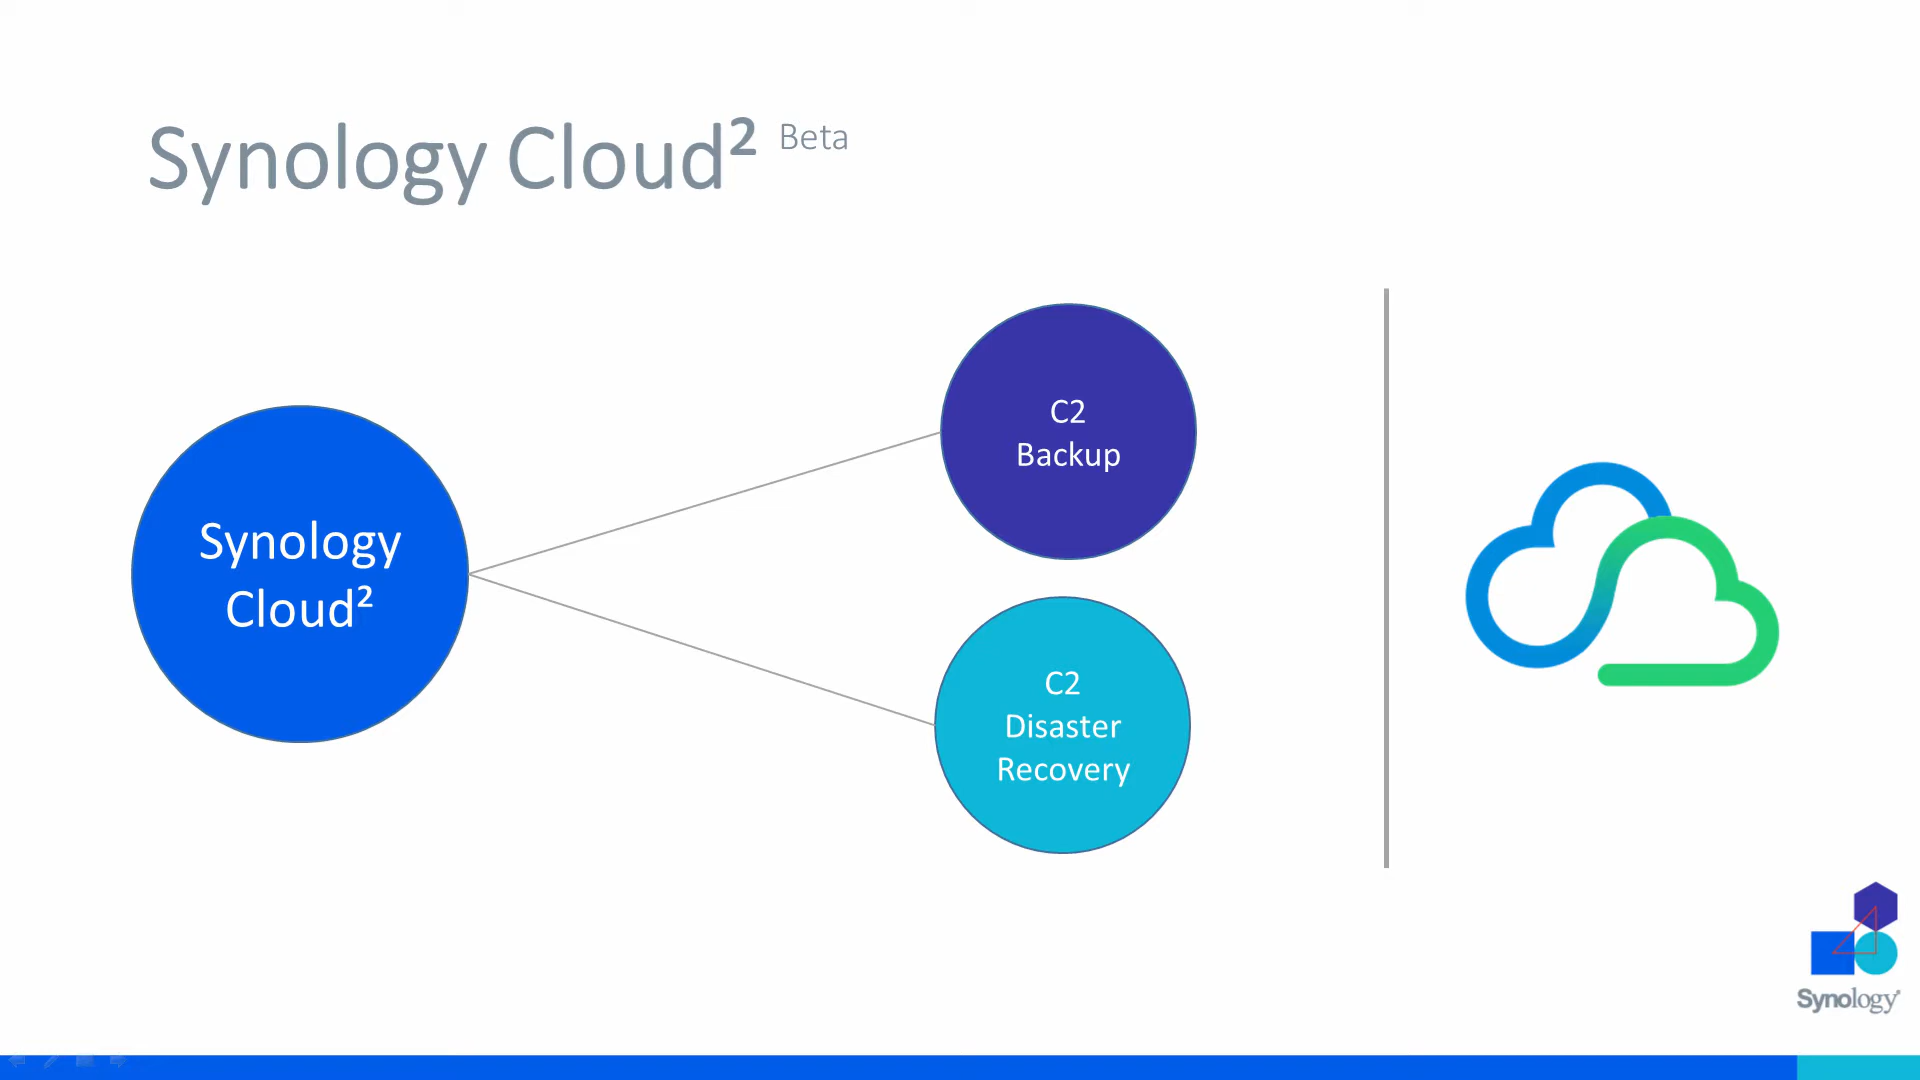 Synology Cloud² Beta
Synology
Cloud²
C2
Backup
C2
Disaster
Recovery
Synology